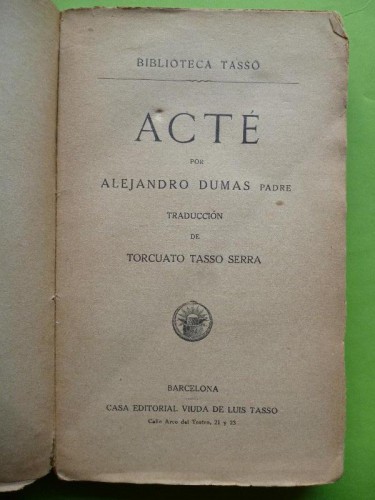 BIBLIOTECA TASSO
ACTÉ
POR
ALEJANDRO DUMAS PADRE
TRADUCCIÓN
DE
TORCUATO TASSO SERRA
BARCELONA
CASA EDITORIAL VIUDA DE LUIS TASSO
Calle Arco del Teatro, 21 y 23